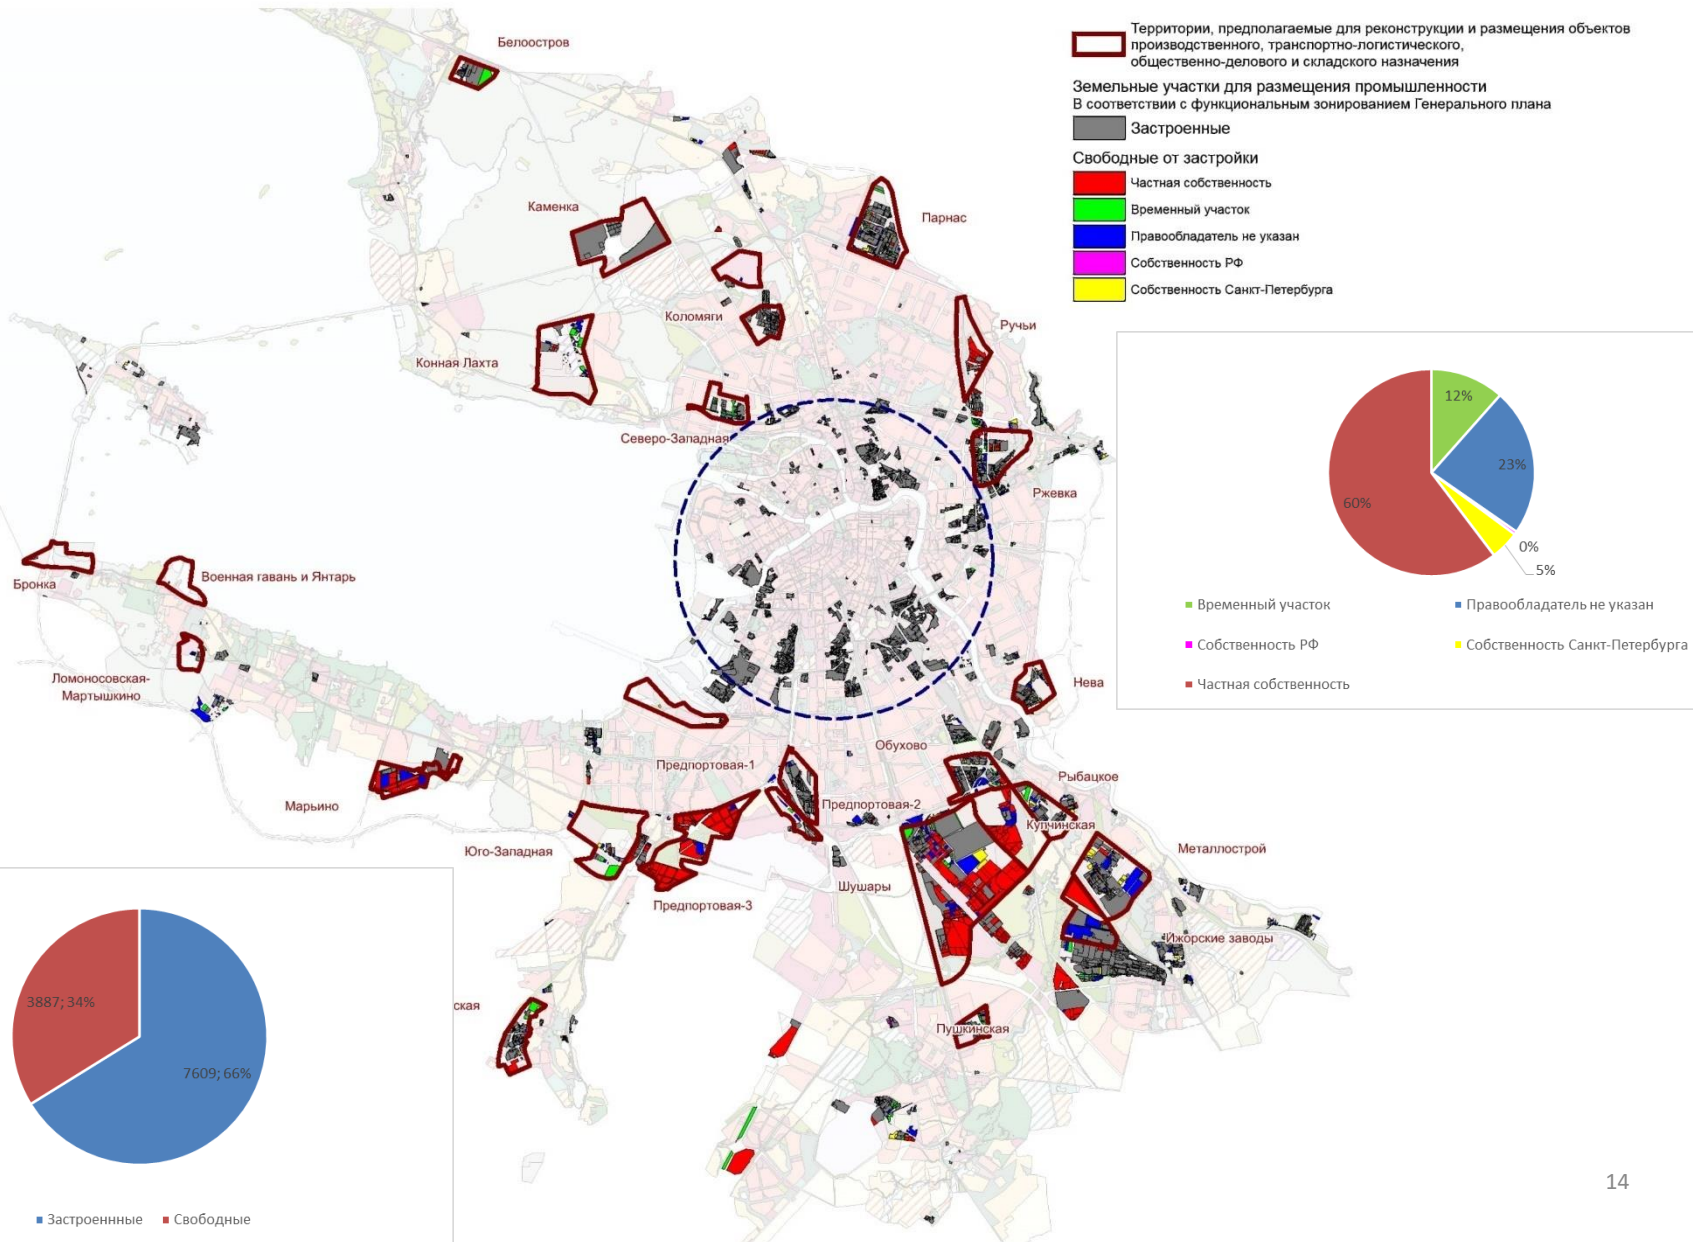 Территории, предполагаемые для реконструкции и размещения объектов
производственного, транспортно-логистического,
общественно-делового и складского назначения
Земельные участки для размещения промышленности
В соответствии с функциональным зонированием Генерального плана
Застроенные
Свободные от застройки
Частная собственность
Временный участок
Правообладатель не указан
Собственность РФ
Собственность Санкт-Петербурга
Белоостров
Каменка
Парнас
Коломяги
Ручьи
Конная Лахта
Северо-Западная
Ржевка
Бронка
Военная гавань и Янтарь
Ломоносовская-
Мартышкино
Нева
Обухово
Предпортовая-1
Рыбацкое
Марьино
Предпортовая-2
Купчинская
Юго-Западная
Металлострой
Шушары
Предпортовая-3
Ижорские заводы
ская
Пушкинская
12%
23%
60%
0%
5%
Временный участок
Правообладатель не указан
Собственность РФ
Собственность Санкт-Петербурга
Частная собственность
3887; 34%
7609; 66%
Застроеннные
Свободные
14